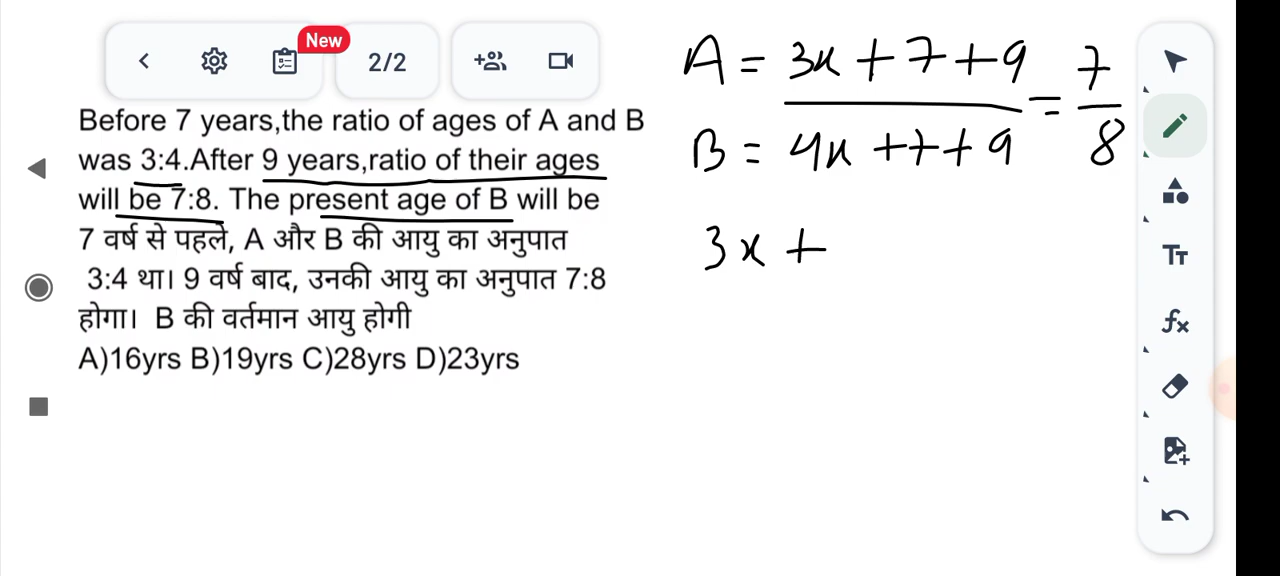 New
2/2
Before 7 years,the ratio of ages of A and B
was 3:4.After 9 years,ratio of their ages
will be 7:8. The present age of B will be
7 वर्ष से पहले, A और B की आयु का अनुपात
3:4 था। 9 वर्ष बाद, उनकी आयु का अनुपात 7:8
होगा। B की वर्तमान आयु होगी
A)16yrs B)19yrs C)28yrs D)23yrs
A = 3x + 7 + 9 = 7
B = 4x + 7 + 9 8
3x +
Tт
fx